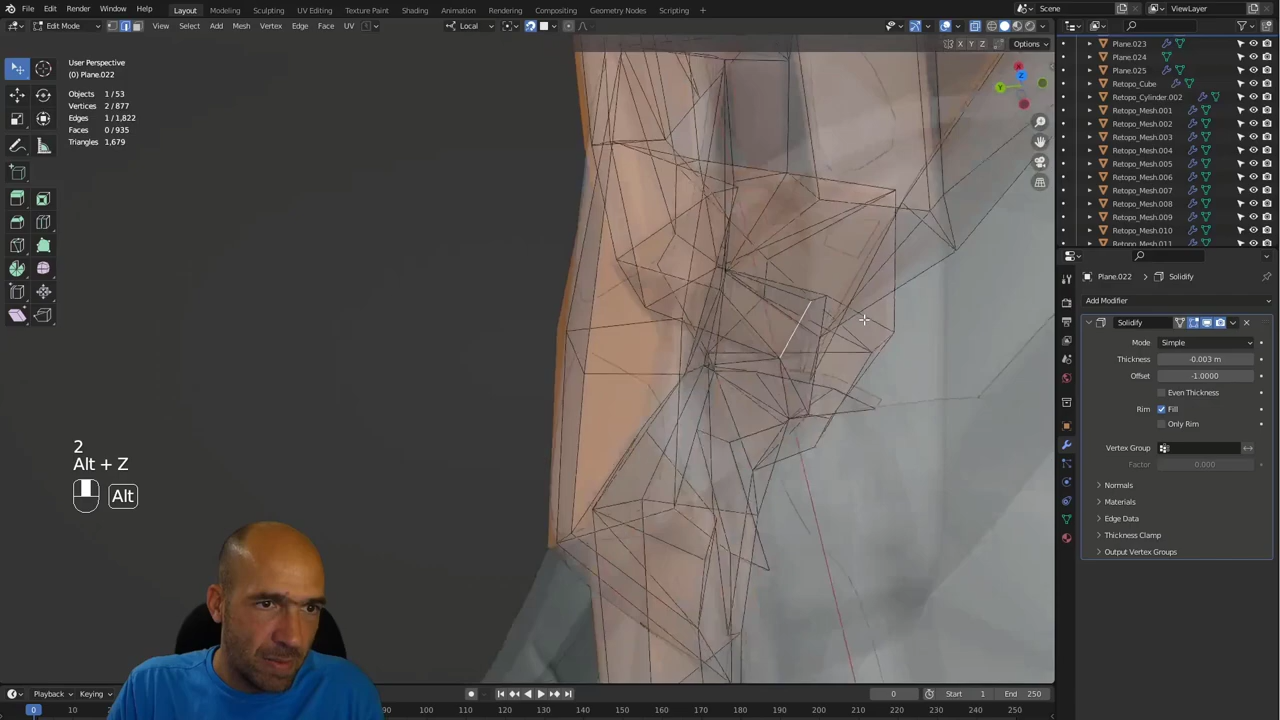 File Edit Render Window Help Layout Modeling Sculpting UV Editing Texture Paint Shading Animation Rendering Compositing Geometry Nodes Scripting Scene ViewLayer
Edit Mode View Select Add Mesh Vertex Edge Face UV Local
X Y Z Options
User Perspective
(0) Plane.022
Objects 1/53
Vertices 2/877
Edges 1/1,822
Faces 0/935
Triangles 1,679
2
Alt + Z
Alt
Plane.023
Plane.024
Plane.025
Retopo_Cube
Retopo_Cylinder.002
Retopo_Mesh.001
Retopo_Mesh.002
Retopo_Mesh.003
Retopo_Mesh.004
Retopo_Mesh.005
Retopo_Mesh.006
Retopo_Mesh.007
Retopo_Mesh.008
Retopo_Mesh.009
Retopo_Mesh.010
Retopo_Mesh.011
Plane.022 > Solidify
Add Modifier
Solidify
Mode Simple
Thickness -0.003 m
Offset -1.0000
Even Thickness
Rim Fill
Only Rim
Vertex Group
Factor 0.000
Normals
Materials
Edge Data
Thickness Clamp
Output Vertex Groups
Playback Keying 0 Start 1 End 250
0 10 70 80 90 100 110 120 130 140 150 160 170 180 190 200 210 220 230 240 250